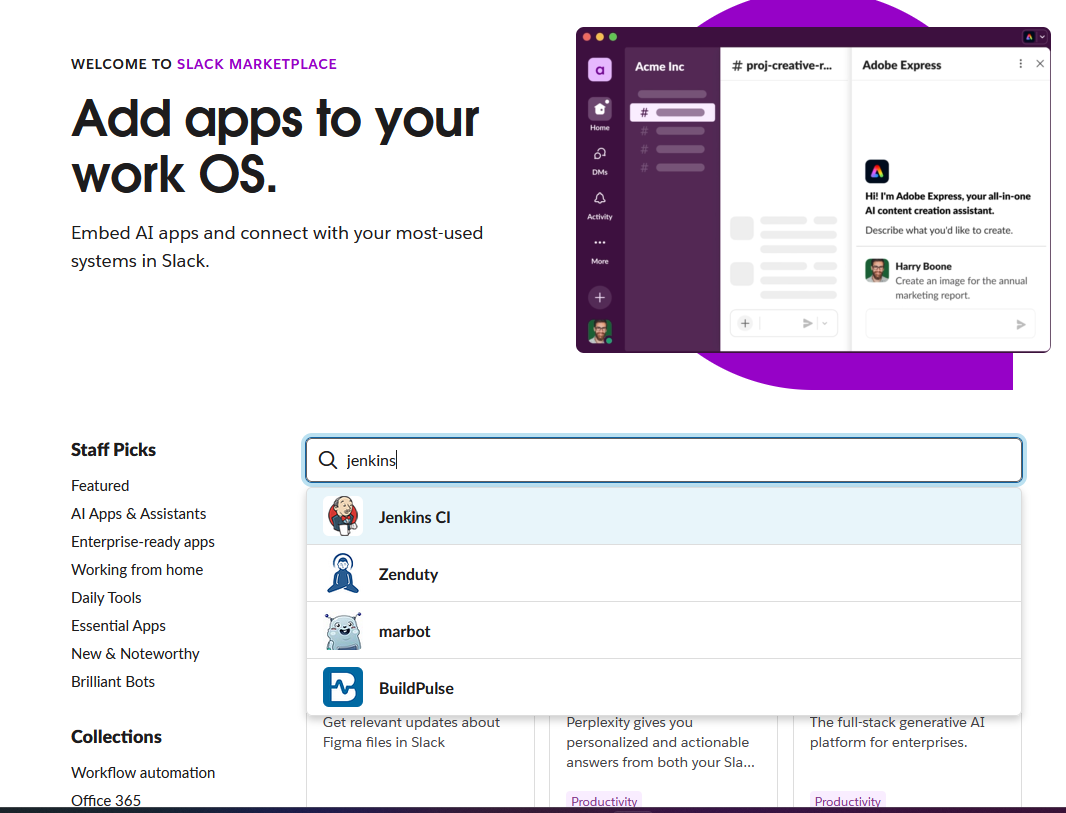 WELCOME TO SLACK MARKETPLACE
Add apps to your
work OS.
Embed AI apps and connect with your most-used
systems in Slack.
a
Acme Inc
# proj-creative-r...
Adobe Express
Home
#
#
#
#
DMs
Activity
More
Hi! I'm Adobe Express, your all-in-one
AI content creation assistant.
Describe what you'd like to create.
Harry Boone
Create an image for the annual
marketing report.
Staff Picks
Featured
AI Apps & Assistants
Enterprise-ready apps
Working from home
Daily Tools
Essential Apps
New & Noteworthy
Brilliant Bots
Collections
Workflow automation
Office 365
jenkins
Jenkins CI
Zenduty
marbot
BuildPulse
Get relevant updates about
Figma files in Slack
Perplexity gives you
personalized and actionable
answers from both your Sla...
Productivity
The full-stack generative AI
platform for enterprises.
Productivity